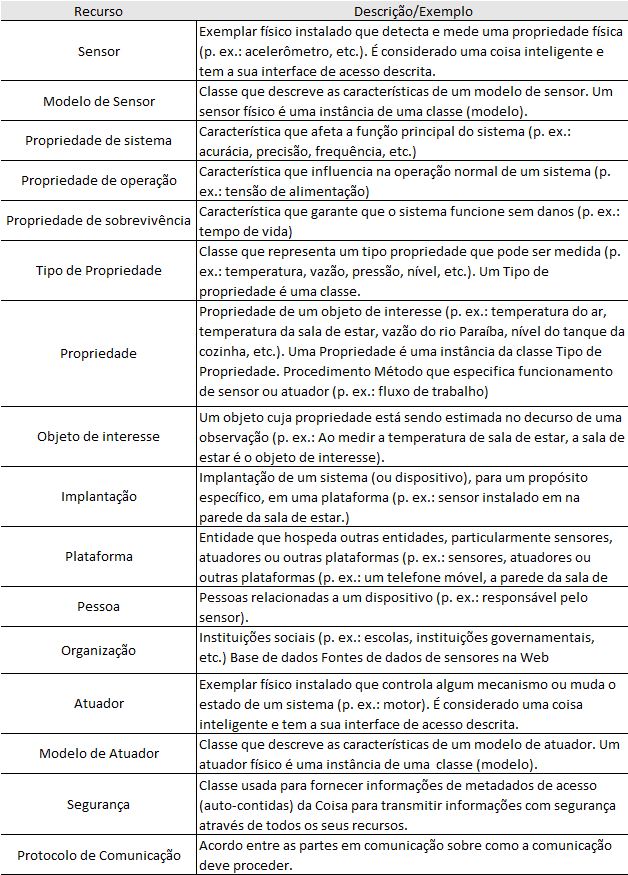 Recurso Descrição/Exemplo
Sensor
Exemplar físico instalado que detecta e mede uma propriedade física
(p. ex.: acelerômetro, etc.). É considerado uma coisa inteligente e
tem a sua interface de acesso descrita.
Modelo de Sensor
Classe que descreve as características de um modelo de sensor. Um
sensor físico é uma instância de uma classe (modelo).
Propriedade de sistema
Característica que afeta a função principal do sistema (p. ex.:
acurácia, precisão, frequência, etc.)
Propriedade de operação
Característica que influencia na operação normal de um sistema (p.
ex.: tensão de alimentação)
Propriedade de sobrevivência
Característica que garante que o sistema funcione sem danos (p. ex.:
tempo de vida)
Tipo de Propriedade
Classe que representa um tipo propriedade que pode ser medida (p.
ex.: temperatura, vazão, pressão, nível, etc.). Um Tipo de
propriedade é uma classe.
Propriedade
Propriedade de um objeto de interesse (p. ex.: temperatura do ar,
temperatura da sala de estar, vazão do rio Paraíba, nível do tanque da
cozinha, etc.). Uma Propriedade é uma instância da classe Tipo de
Propriedade. Procedimento Método que especifica funcionamento
de sensor ou atuador (p. ex.: fluxo de trabalho)
Objeto de interesse
Um objeto cuja propriedade está sendo estimada no decurso de uma
observação (p. ex.: Ao medir a temperatura de sala de estar, a sala de
estar é o objeto de interesse).
Implantação
Implantação de um sistema (ou dispositivo), para um propósito
específico, em uma plataforma (p. ex.: sensor instalado em na
parede da sala de estar.)
Plataforma
Entidade que hospeda outras entidades, particularmente sensores,
atuadores ou outras plataformas (p. ex.: sensores, atuadores ou
outras plataformas (p. ex.: um telefone móvel, a parede da sala de
Pessoa
Pessoas relacionadas a um dispositivo (p. ex.: responsável pelo
sensor).
Organização
Instituições sociais (p. ex.: escolas, instituições governamentais,
etc.) Base de dados Fontes de dados de sensores na Web
Atuador
Exemplar físico instalado que controla algum mecanismo ou muda o
estado de um sistema (p. ex.: motor). É considerado uma coisa
inteligente e tem a sua interface de acesso descrita.
Modelo de Atuador
Classe que descreve as características de um modelo de atuador. Um
atuador físico é uma instância de uma classe (modelo).
Segurança
Classe usada para fornecer informações de metadados de acesso
(auto-contidas) da Coisa para transmitir informações com segurança
através de todos os seus recursos.
Protocolo de Comunicação
Acordo entre as partes em comunicação sobre como a comunicação
deve proceder.